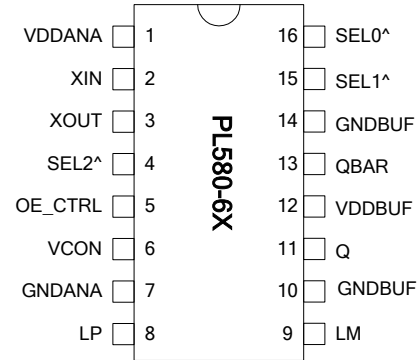 VDDANA 1 16 SEL0^
XIN 2 15 SEL1^
XOUT 3 14 GNDBUF
SEL2^ 4 13 QBAR
OE_CTRL 5 12 VDDBUF
VCON 6 11 Q
GNDANA 7 10 GNDBUF
LP 8 9 LM
PL580-6X